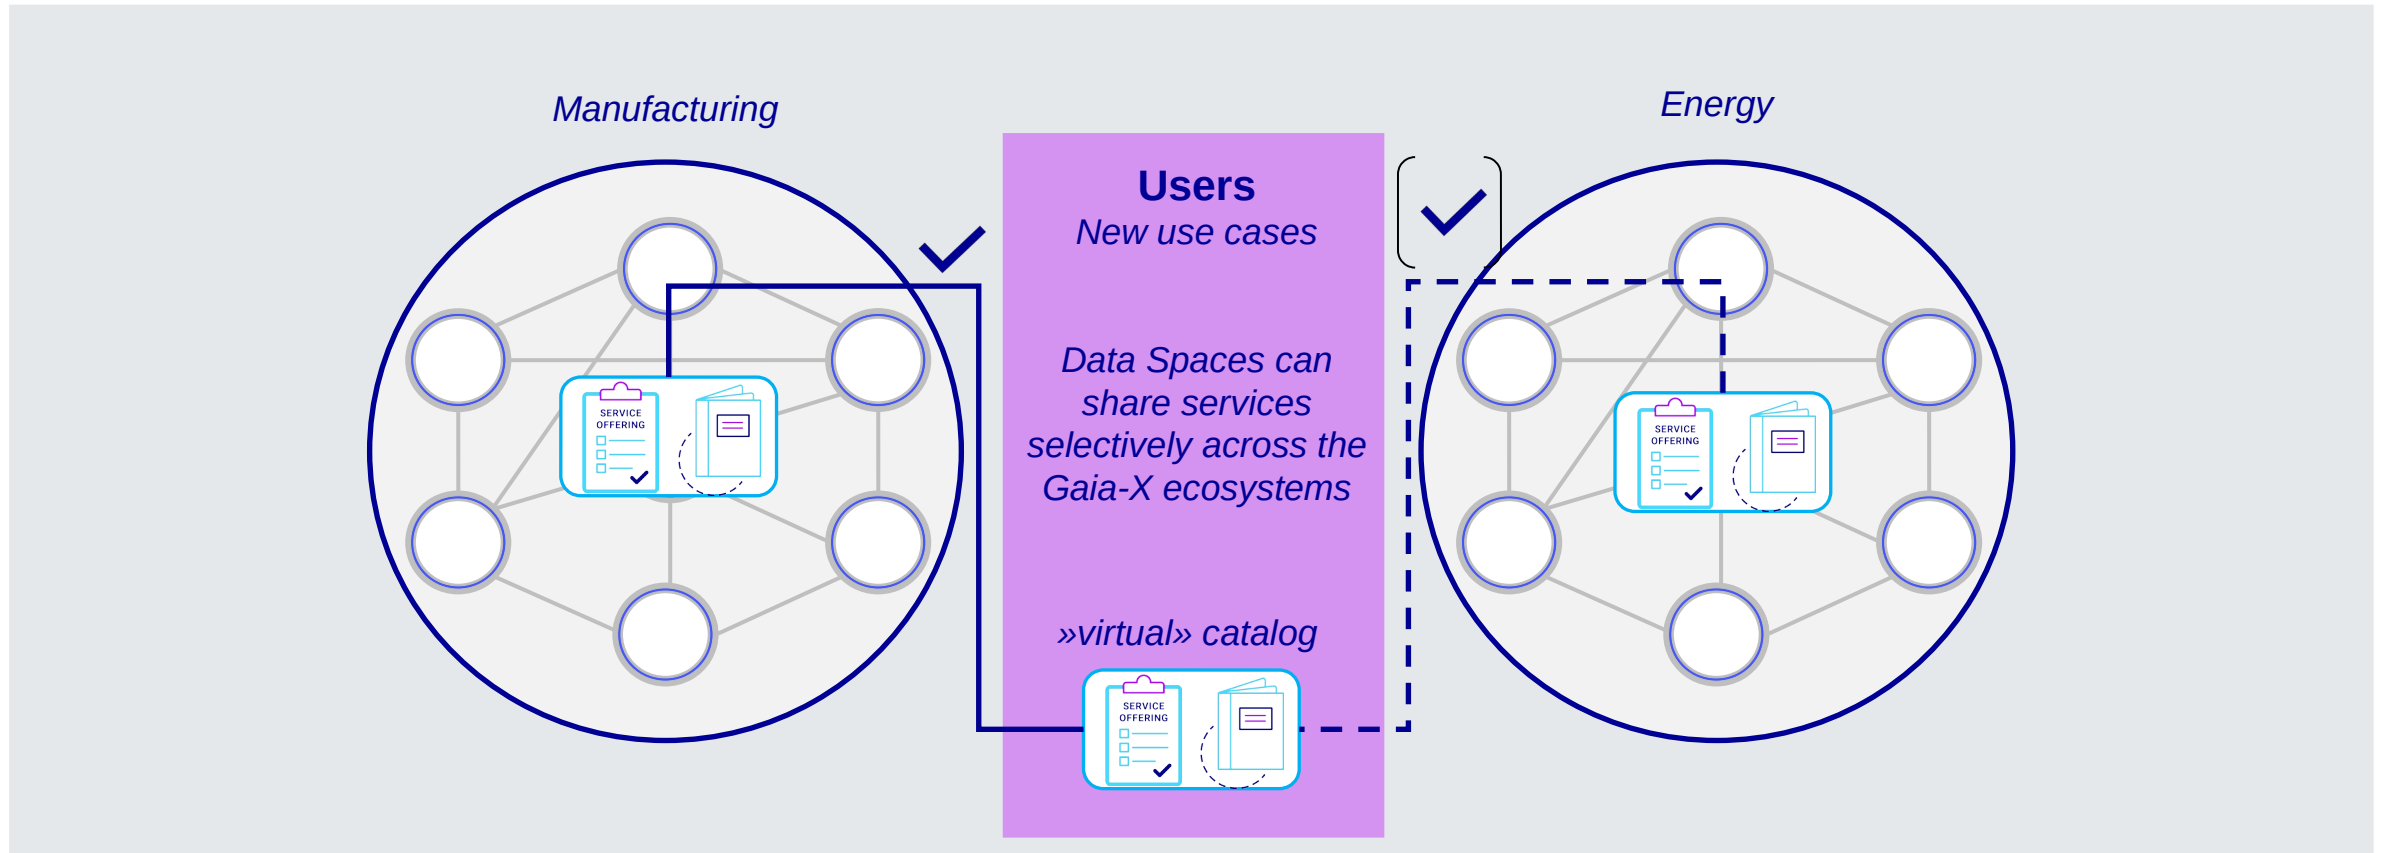 Manufacturing
SERVICE
OFFERING
Users
New use cases
Data Spaces can
share services
selectively across the
Gaia-X ecosystems
»virtual» catalog
SERVICE
OFFERING
Energy
SERVICE
OFFERING